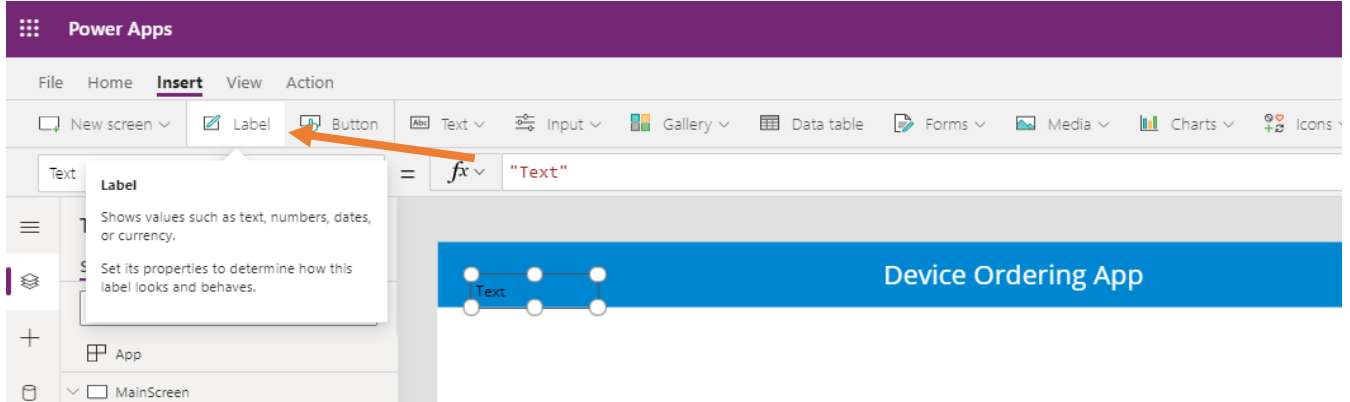 Power Apps
File Home Insert View Action
New screen Label Button Abc Text Input Gallery Data table Forms Media Charts Icons
Text = fx "Text"
Label
Shows values such as text, numbers, dates,
or currency.
Set its properties to determine how this
label looks and behaves.
Device Ordering App
Text
App
MainScreen